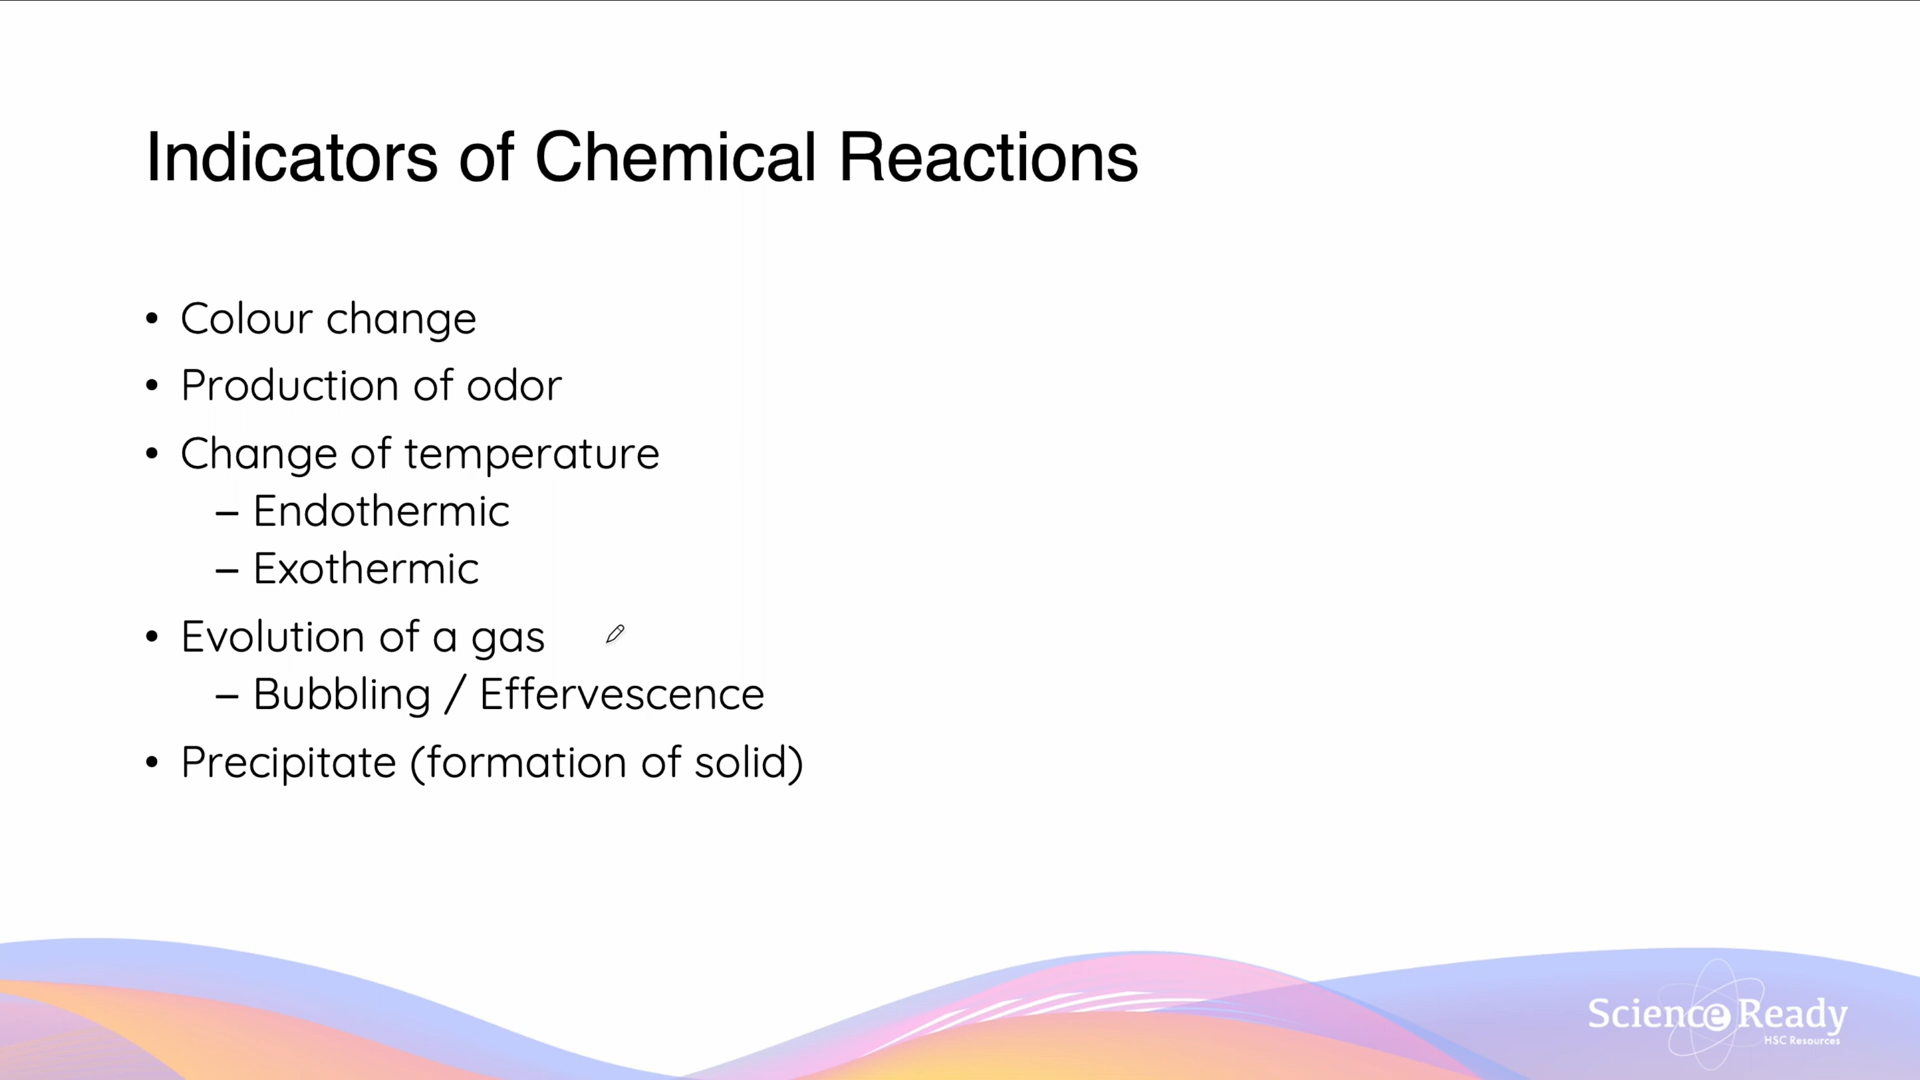 Indicators of Chemical Reactions
• Colour change
• Production of odor
• Change of temperature
– Endothermic
– Exothermic
• Evolution of a gas
– Bubbling / Effervescence
• Precipitate (formation of solid)
Science Ready
HSC Resources